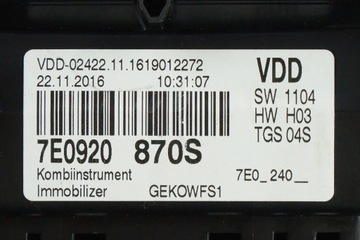 VDD-02422.11.1619012272
22.11.2016 10:31:07
VDD
SW 1104
HW H03
TGS 04S
7E0920 870S
Kombiinstrument 7E0_240__
Immobilizer GEKOWFS1